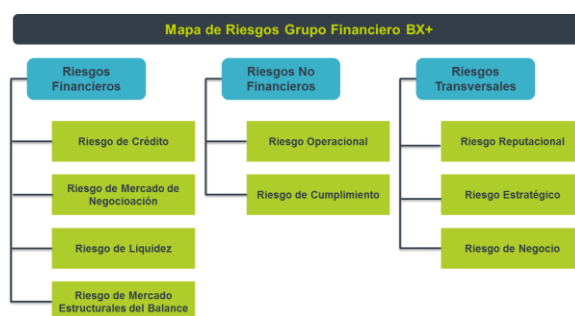 Mapa de Riesgos Grupo Financiero BX+
Riesgos
Financieros
Riesgo de Crédito
Riesgo de Mercado de
Negocioación
Riesgo de Liquidez
Riesgo de Mercado
Estructurales del Balance
Riesgos No
Financieros
Riesgo Operacional
Riesgo de Cumplimiento
Riesgos
Transversales
Riesgo Reputacional
Riesgo Estratégico
Riesgo de Negocio